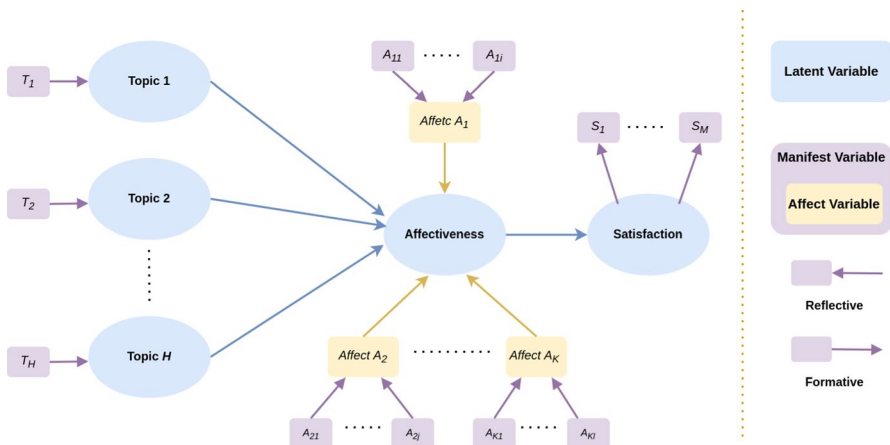 A11 ..... A1i
T1
Topic 1
Affetc A1
S1 ..... SM
Latent Variable
Manifest Variable
Affect Variable
T2
Topic 2
Affectiveness
Satisfaction
Reflective
TH
Topic H
Affect A2 .......... Affect AK
Formative
A21 ..... A2j
AK1 ..... AKl